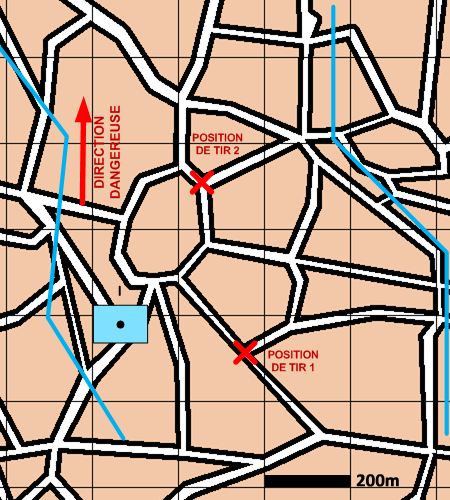 DIRECTION
DANGEREUSE
POSITION
DE TIR 2
POSITION
DE TIR 1
200m